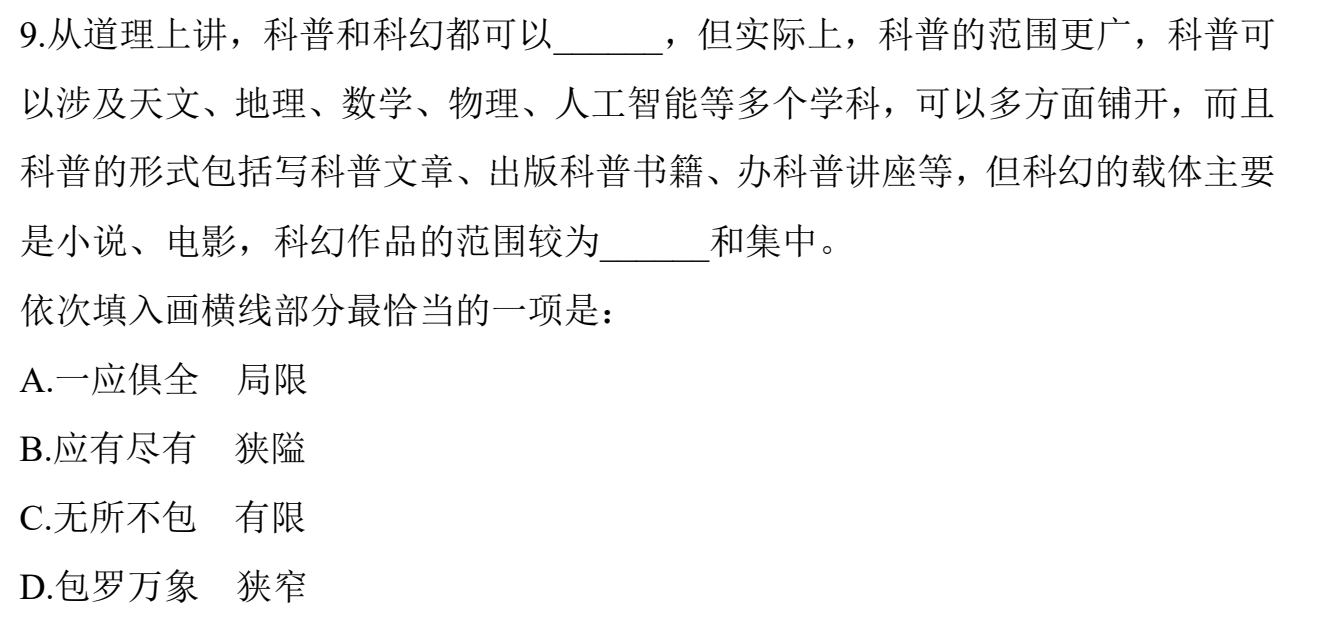 9.从道理上讲，科普和科幻都可以______，但实际上，科普的范围更广，科普可
以涉及天文、地理、数学、物理、人工智能等多个学科，可以多方面铺开，而且
科普的形式包括写科普文章、出版科普书籍、办科普讲座等，但科幻的载体主要
是小说、电影，科幻作品的范围较为______和集中。
依次填入画横线部分最恰当的一项是：
A.一应俱全　局限
B.应有尽有　狭隘
C.无所不包　有限
D.包罗万象　狭窄